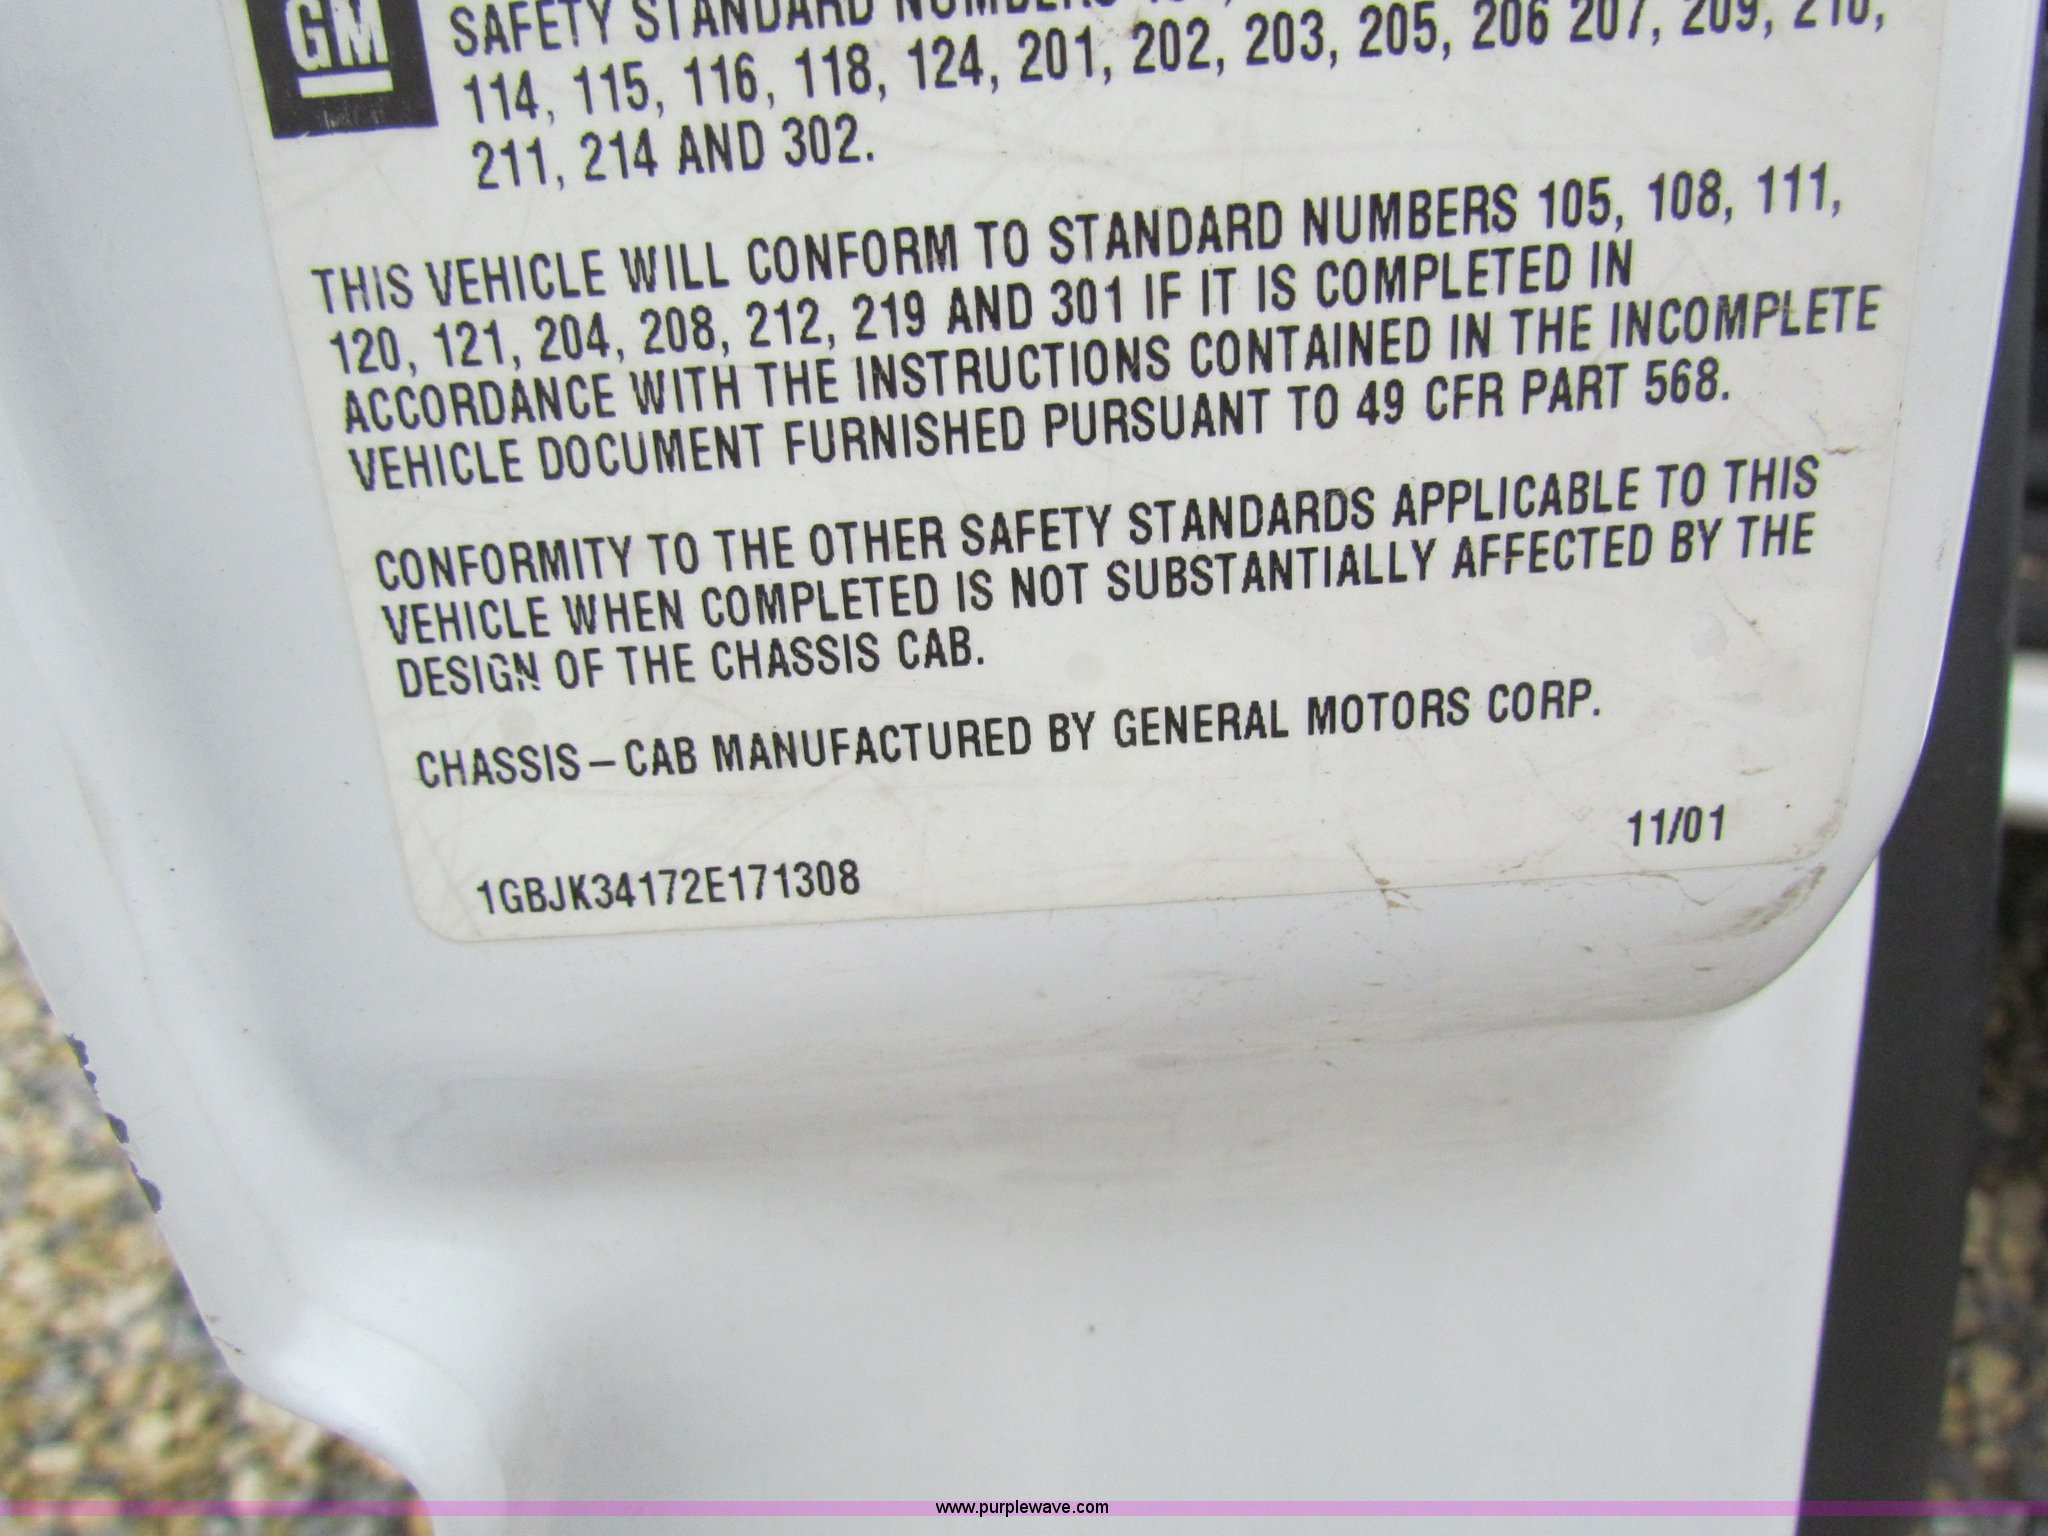 GM
SAFETY STANDARD NUMBERS
114, 115, 116, 118, 124, 201, 202, 203, 205, 206 207, 209, 210,
211, 214 AND 302.
THIS VEHICLE WILL CONFORM TO STANDARD NUMBERS 105, 108, 111,
120, 121, 204, 208, 212, 219 AND 301 IF IT IS COMPLETED IN
ACCORDANCE WITH THE INSTRUCTIONS CONTAINED IN THE INCOMPLETE
VEHICLE DOCUMENT FURNISHED PURSUANT TO 49 CFR PART 568.
CONFORMITY TO THE OTHER SAFETY STANDARDS APPLICABLE TO THIS
VEHICLE WHEN COMPLETED IS NOT SUBSTANTIALLY AFFECTED BY THE
DESIGN OF THE CHASSIS CAB.
CHASSIS – CAB MANUFACTURED BY GENERAL MOTORS CORP.
11/01
1GBJK34172E171308
www.purplewave.com